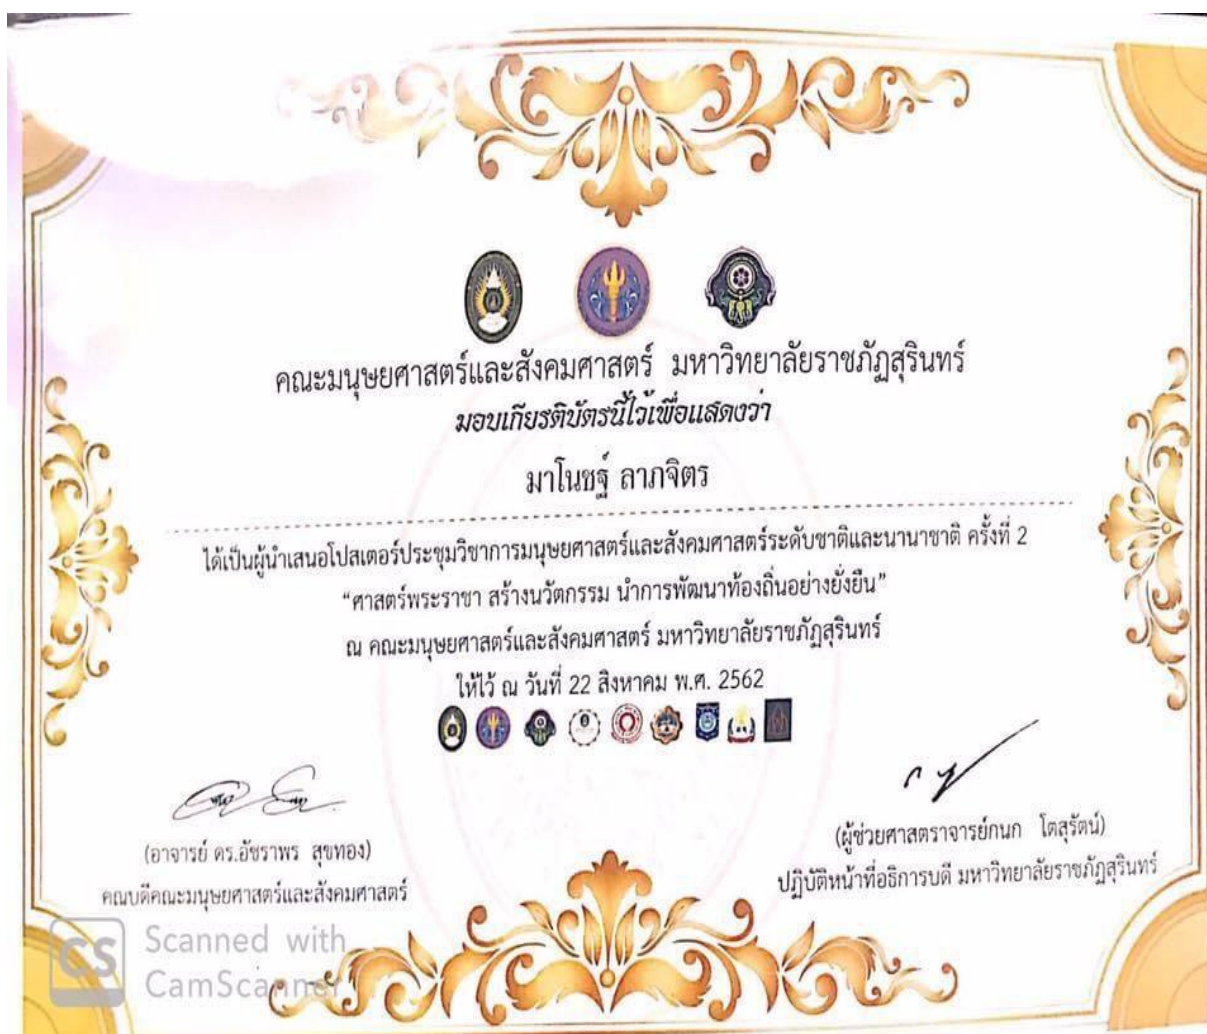 คณะมนุษยศาสตร์และสังคมศาสตร์ มหาวิทยาลัยราชภัฏสุรินทร์
มอบเกียรติบัตรนี้ไว้เพื่อแสดงว่า
มาโนชฐ์ ลาภจิตร
ได้เป็นผู้นำเสนอโปสเตอร์ประชุมวิชาการมนุษยศาสตร์และสังคมศาสตร์ระดับชาติและนานาชาติ ครั้งที่ 2
“ศาสตร์พระราชา สร้างนวัตกรรม นำการพัฒนาท้องถิ่นอย่างยั่งยืน”
ณ คณะมนุษยศาสตร์และสังคมศาสตร์ มหาวิทยาลัยราชภัฏสุรินทร์
ให้ไว้ ณ วันที่ 22 สิงหาคม พ.ศ. 2562
(อาจารย์ ดร.อัชราพร สุขทอง)
คณบดีคณะมนุษยศาสตร์และสังคมศาสตร์
(ผู้ช่วยศาสตราจารย์กนก โตสุรัตน์)
ปฏิบัติหน้าที่อธิการบดี มหาวิทยาลัยราชภัฏสุรินทร์
CS
Scanned with
CamScanner